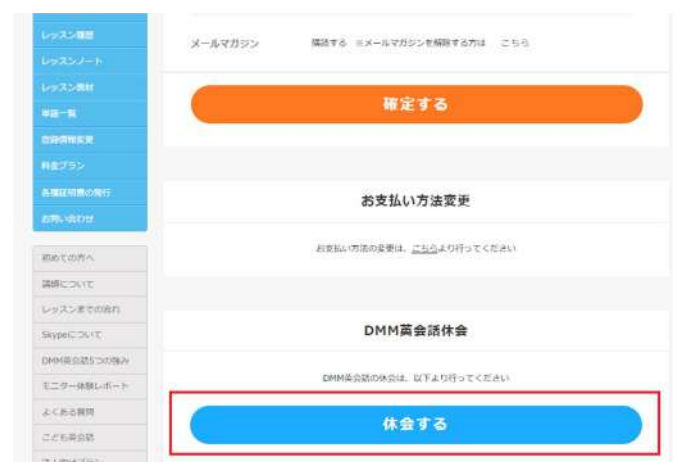 レッスン履歴
レッスンノート
レッスン教材
単語一覧
登録情報変更
料金プラン
各種証明書の発行
お問い合わせ
初めての方へ
講師について
レッスンまでの流れ
Skypeについて
DMM英会話5つの強み
モニター体験レポート
よくある質問
こども英会話
法人向けプラン
メールマガジン 購読する ※メールマガジンを解除する方は こちら
確定する
お支払い方法変更
お支払い方法の変更は、こちらより行ってください
DMM英会話休会
DMM英会話の休会は、以下より行ってください
休会する